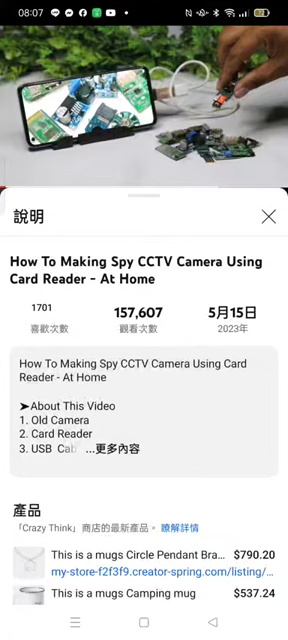 08:07
72
說明
How To Making Spy CCTV Camera Using
Card Reader - At Home
1701
157,607
5月15日
喜歡次數
觀看次數
2023年
How To Making Spy CCTV Camera Using Card
Reader - At Home
➤About This Video
1. Old Camera
2. Card Reader
3. USB Cab ...更多內容
產品
「Crazy Think」商店的最新產品。 瞭解詳情
This is a mugs Circle Pendant Bra... $790.20
my-store-f2f3f9.creator-spring.com/listing/...
This is a mugs Camping mug $537.24